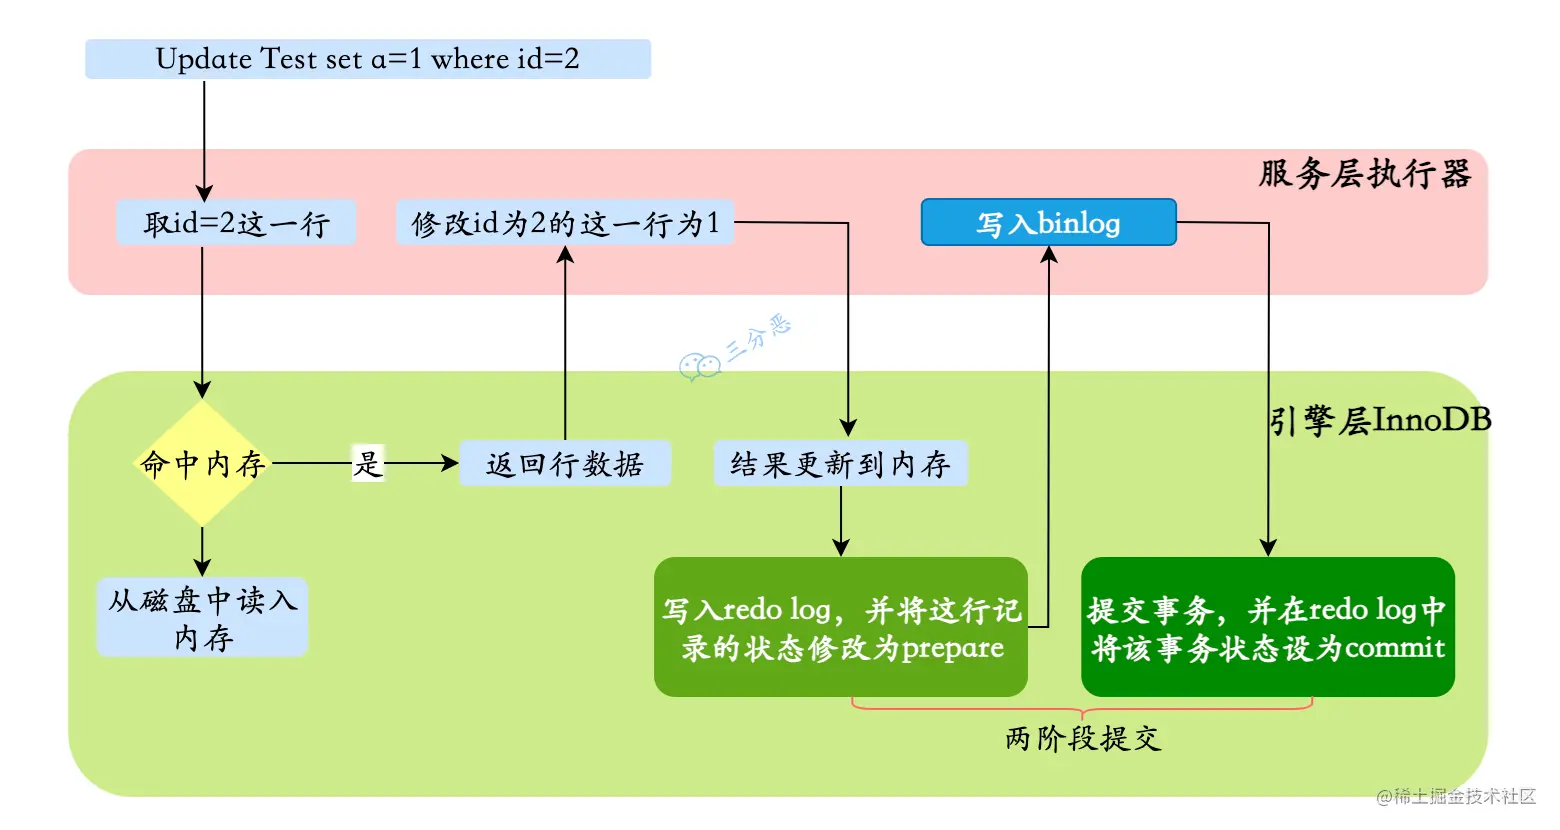 Update Test set a=1 where id=2
服务层执行器
取id=2这一行
修改id为2的这一行为1
写入binlog
三分恶
引擎层InnoDB
命中内存
是
返回行数据
结果更新到内存
从磁盘中读入
内存
写入redo log，并将这行记
录的状态修改为prepare
提交事务，并在redo log中
将该事务状态设为commit
两阶段提交
@稀土掘金技术社区